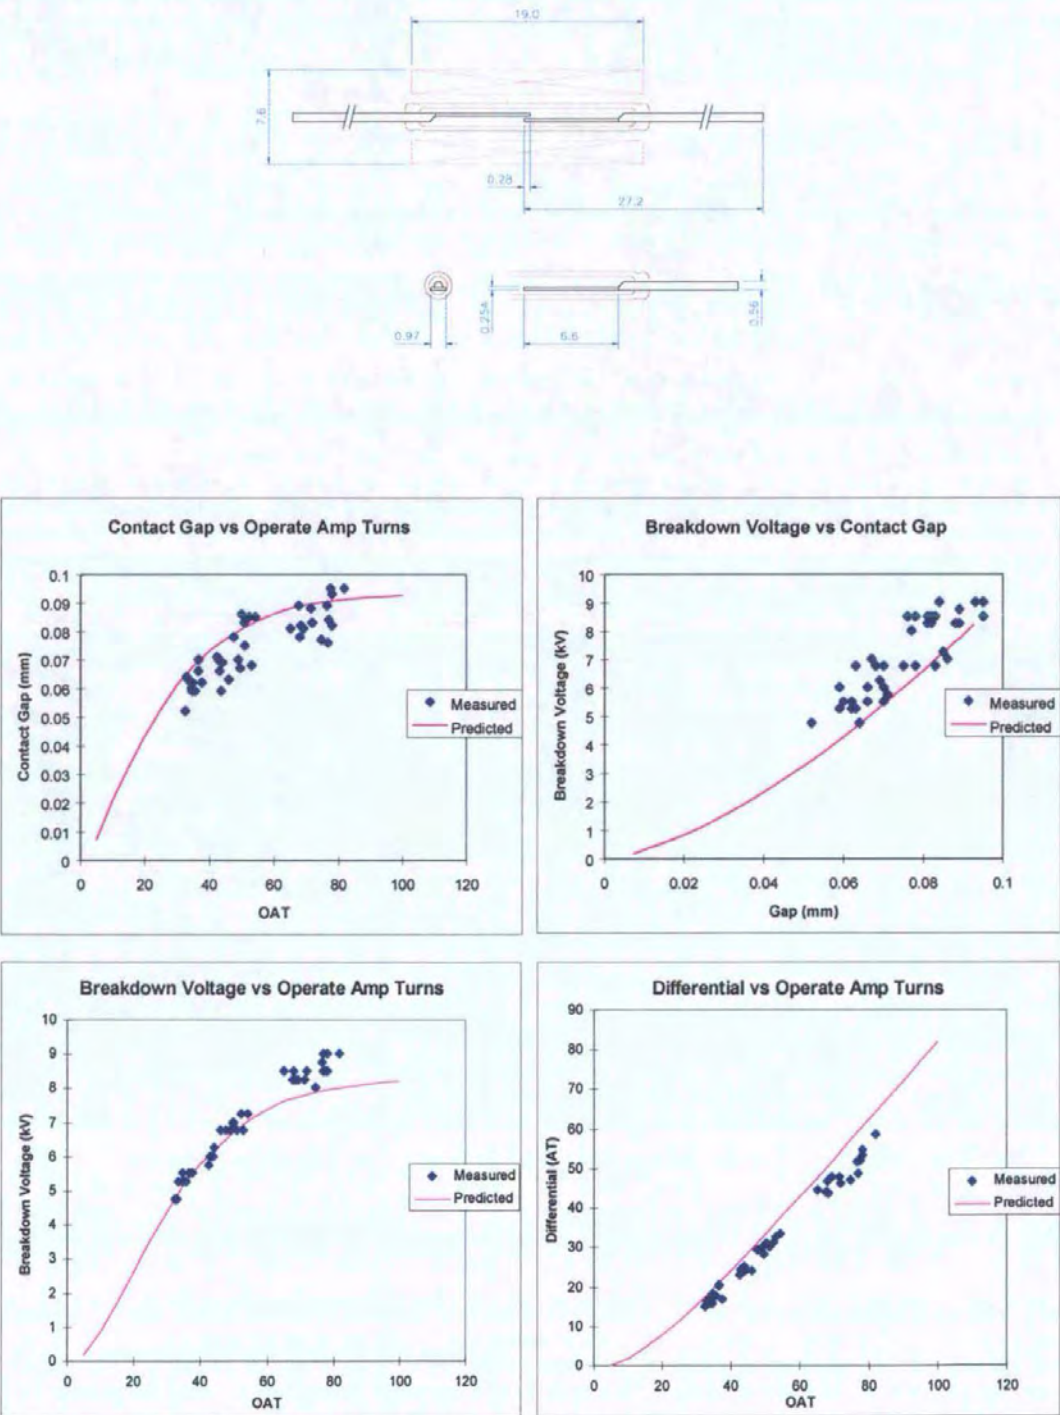 19.0
7.6
0.28
27.2
0.97
0.254
6.6
0.56
Contact Gap vs Operate Amp Turns
Contact Gap (mm)
0.1
0.09
0.08
0.07
0.06
0.05
0.04
0.03
0.02
0.01
0
0 20 40 60 80 100 120
OAT
Measured
Predicted
Breakdown Voltage vs Contact Gap
Breakdown Voltage (kV)
10
9
8
7
6
5
4
3
2
1
0
0 0.02 0.04 0.06 0.08 0.1
Gap (mm)
Measured
Predicted
Breakdown Voltage vs Operate Amp Turns
Breakdown Voltage (kV)
10
9
8
7
6
5
4
3
2
1
0
0 20 40 60 80 100 120
OAT
Measured
Predicted
Differential vs Operate Amp Turns
Differential (AT)
90
80
70
60
50
40
30
20
10
0
0 20 40 60 80 100 120
OAT
Measured
Predicted